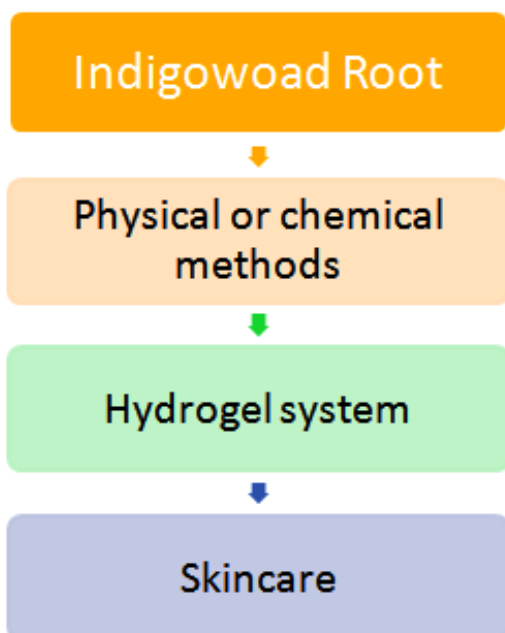 Indigowoad Root
Physical or chemical
methods
Hydrogel system
Skincare